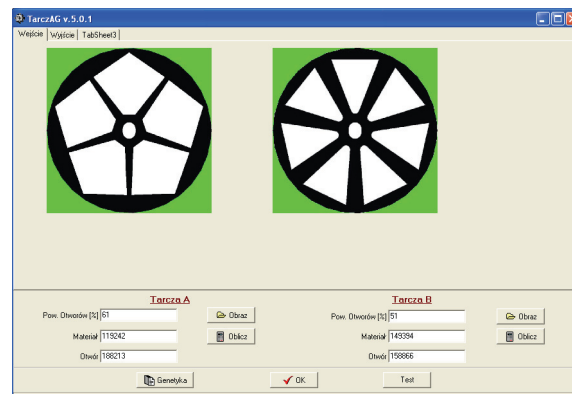 TarczAG v.5.0.1
Wejście Wyjście TabSheet3
Tarcza A Tarcza B
Pow. Otworów [%] 61 Obraz Pow. Otworów [%] 51 Obraz
Materiał 119242 Oblicz Materiał 149394 Oblicz
Otwór 188213 Otwór 158866
Genetyka OK Test